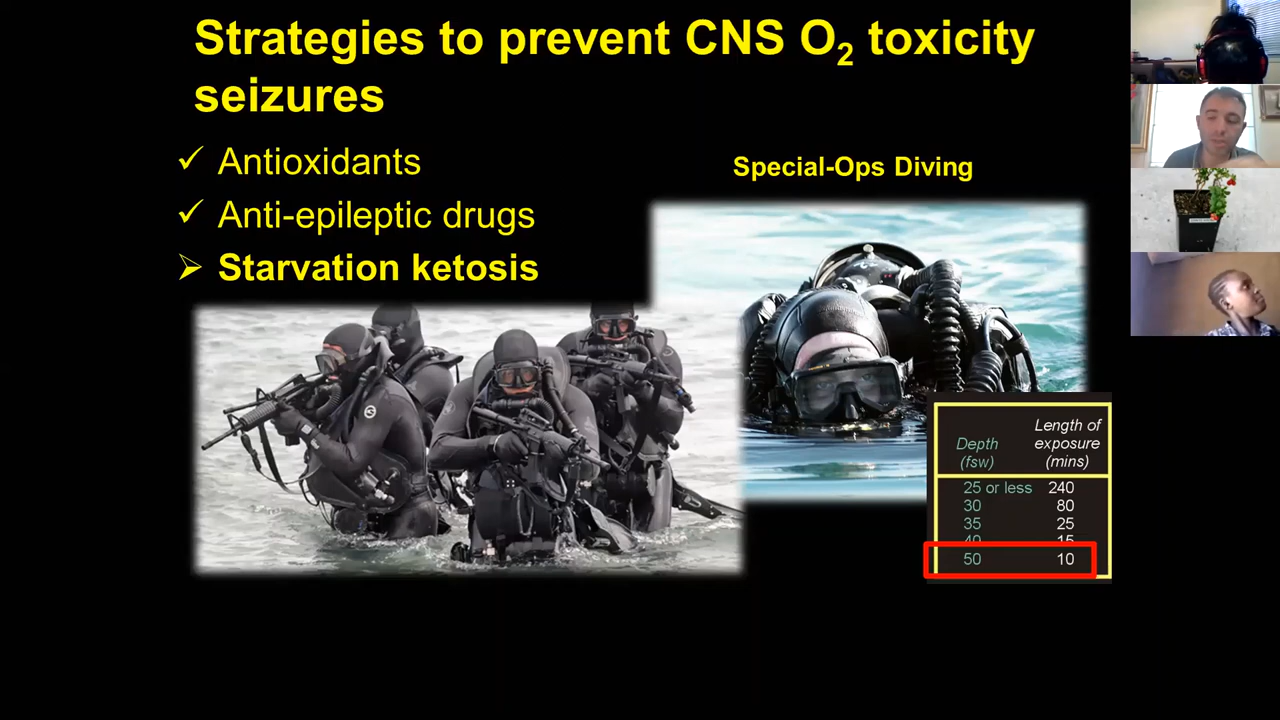 Strategies to prevent CNS O₂ toxicity
seizures
✓ Antioxidants
✓ Anti-epileptic drugs
➢ Starvation ketosis
Special-Ops Diving
Depth (fsw) Length of exposure (mins)
25 or less 240
30 80
35 25
40 15
50 10